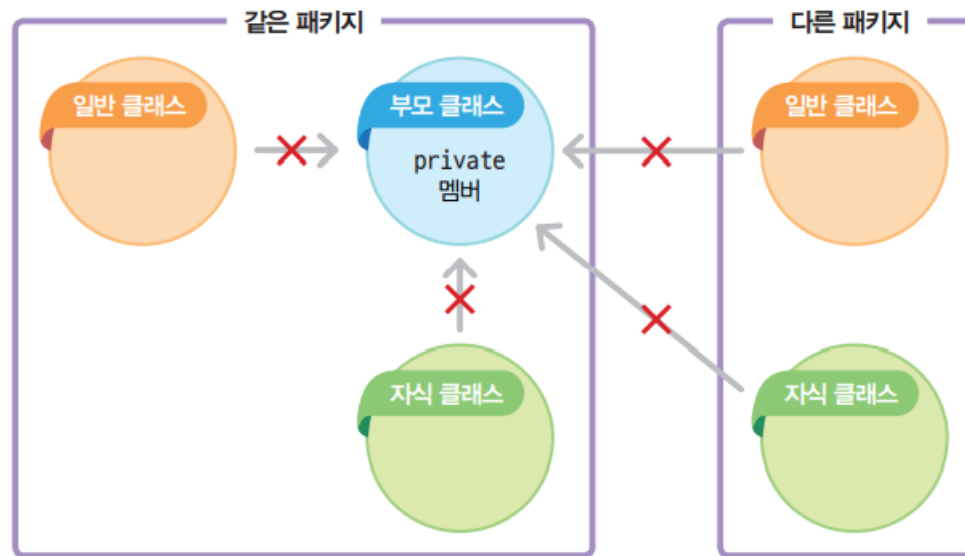 같은 패키지
다른 패키지
일반 클래스
부모 클래스
일반 클래스
private
멤버
자식 클래스
자식 클래스